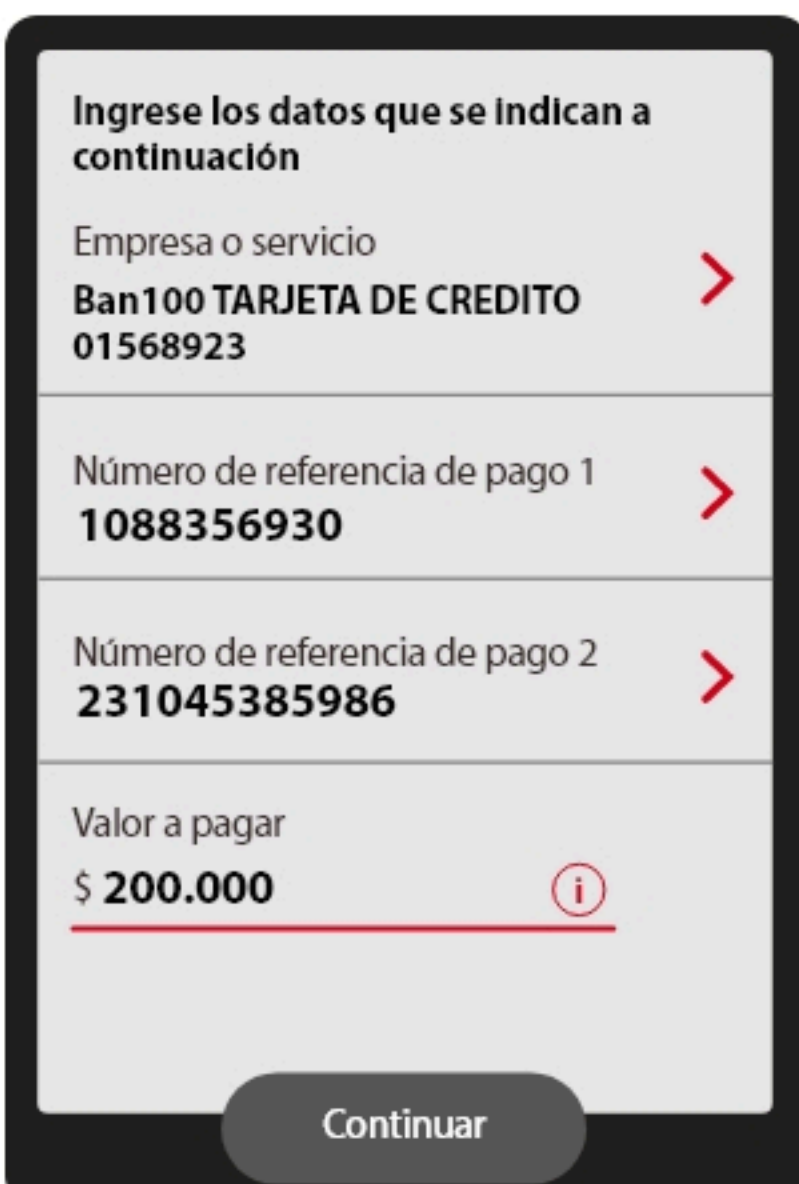 Ingrese los datos que se indican a
continuación
Empresa o servicio
Ban100 TARJETA DE CREDITO
01568923
Número de referencia de pago 1
1088356930
Número de referencia de pago 2
231045385986
Valor a pagar
$ 200.000
i
Continuar